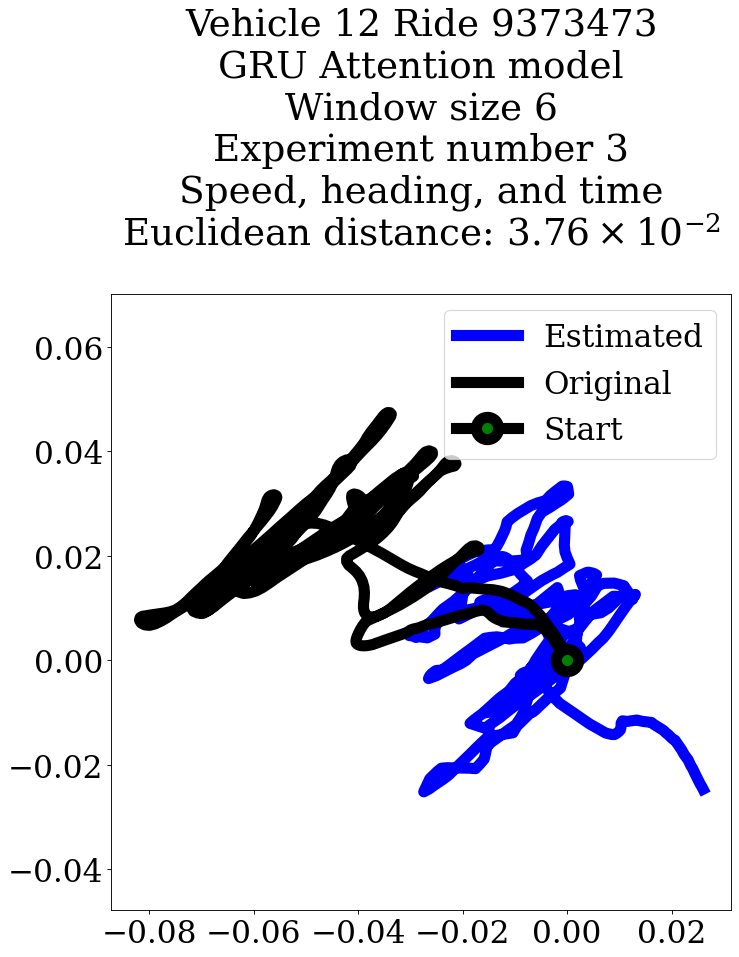 Vehicle 12 Ride 9373473
GRU Attention model
Window size 6
Experiment number 3
Speed, heading, and time
Euclidean distance: 3.76 × 10⁻²
Estimated
Original
Start
0.06
0.04
0.02
0.00
−0.02
−0.04
−0.08 −0.06 −0.04 −0.02 0.00 0.02